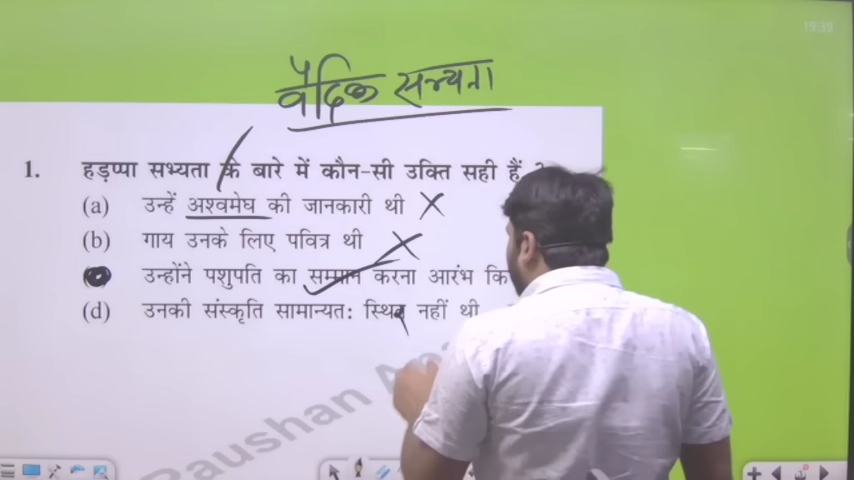 19:39
वैदिक सभ्यता
1. हड़प्पा सभ्यता के बारे में कौन-सी उक्ति सही हैं ?
(a) उन्हें अश्वमेघ की जानकारी थी
(b) गाय उनके लिए पवित्र थी
उन्होंने पशुपति का सम्मान करना आरंभ
(d) उनकी संस्कृति सामान्यत: स्थिर नहीं थी
Raushan